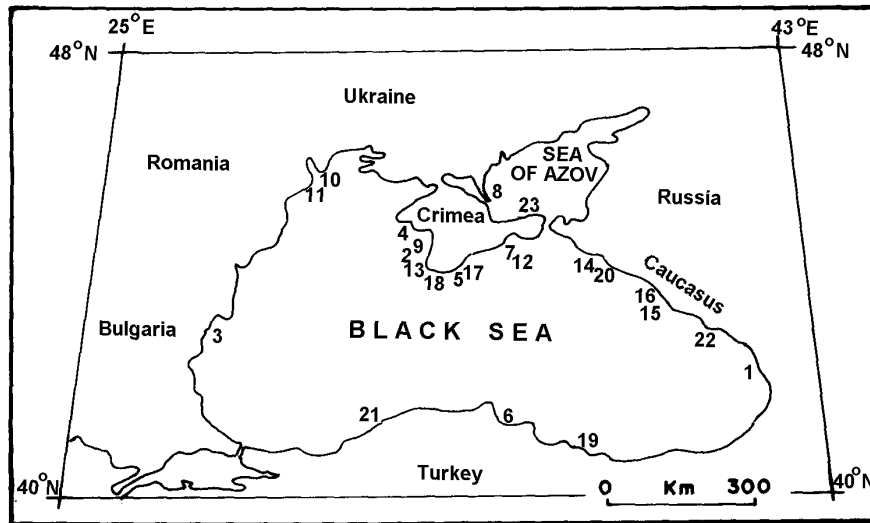 25°E 43°E
48°N 48°N
Ukraine
SEA
OF AZOV
Romania
10
11
8
Russia
23
Crimea
4
9
2
13
18
5
17
7
12
14
20
Caucasus
16
15
22
Bulgaria
3
BLACK SEA
1
21
6
19
Turkey
40°N 40°N
0 Km 300